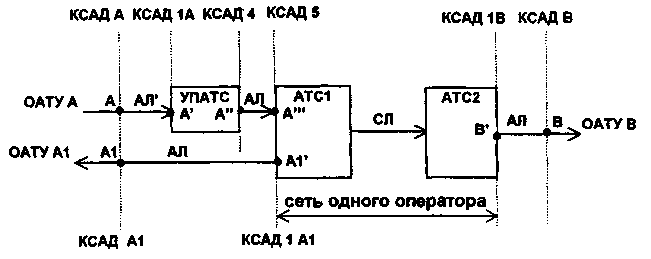 КСАД А КСАД 1А КСАД 4 КСАД 5 КСАД 1В КСАД В
УПАТС АТС1 АТС2
ОАТУ А А АЛ' А' А'' АЛ А''' СЛ В' АЛ В ОАТУ В
ОАТУ А1 А1 АЛ А1'
сеть одного оператора
КСАД А1 КСАД 1 А1